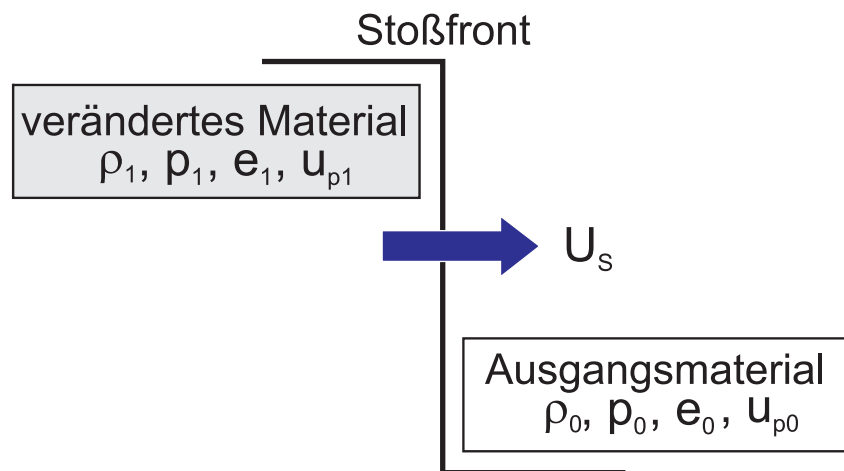 Stoßfront
verändertes Material
ρ₁, p₁, e₁, uₚ₁
Uₛ
Ausgangsmaterial
ρ₀, p₀, e₀, uₚ₀